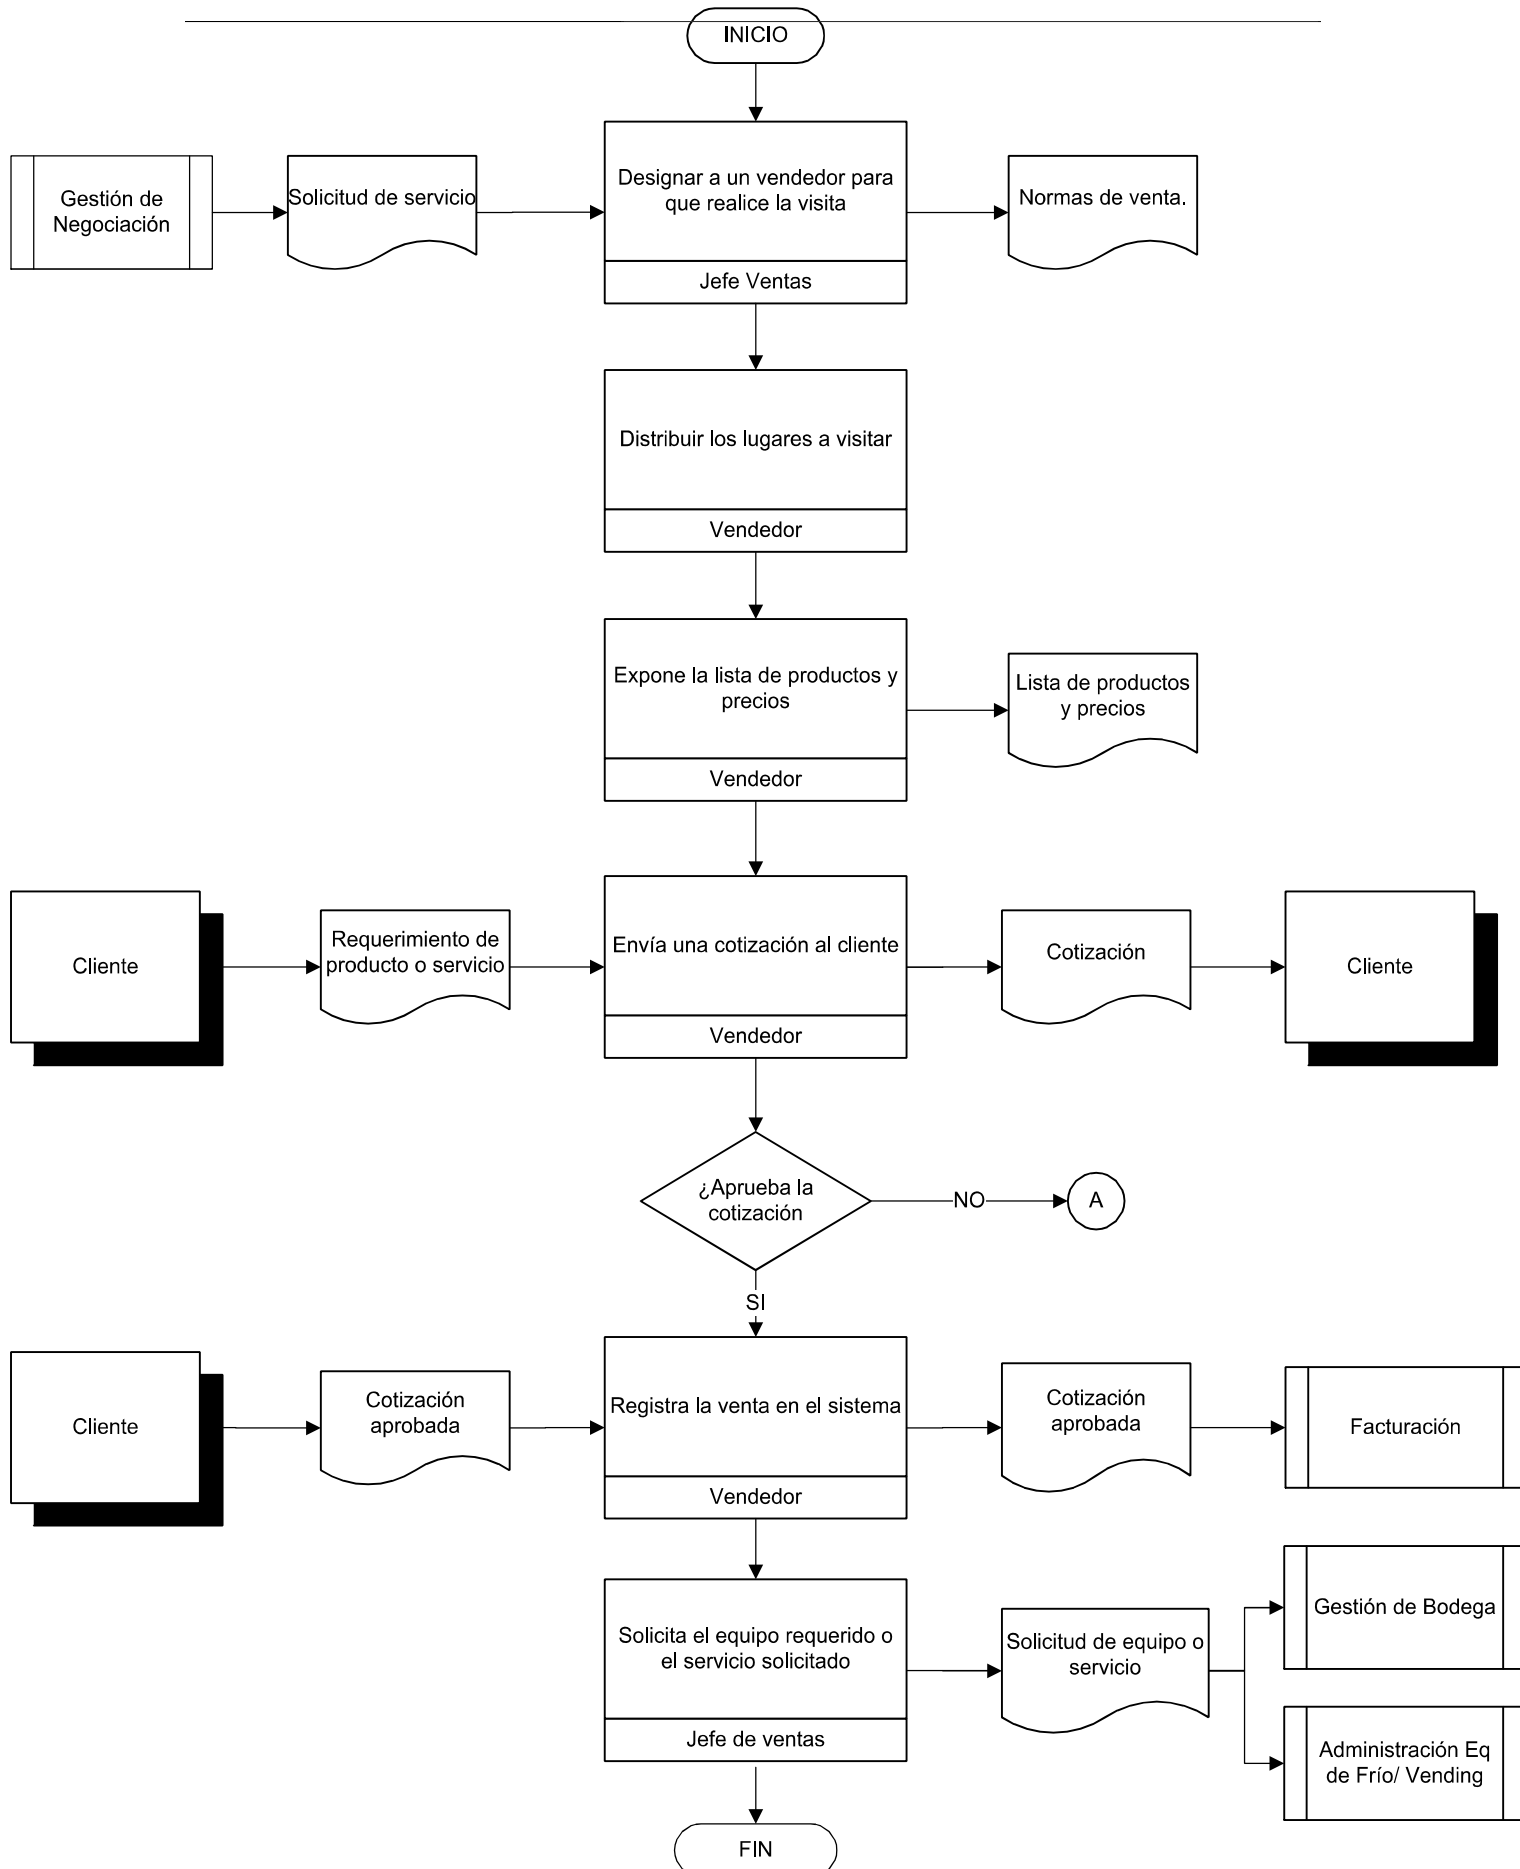 INICIO
Gestión de
Negociación
Solicitud de servicio
Designar a un vendedor para
que realice la visita
Jefe Ventas
Normas de venta.
Distribuir los lugares a visitar
Vendedor
Expone la lista de productos y
precios
Vendedor
Lista de productos
y precios
Cliente
Requerimiento de
producto o servicio
Envía una cotización al cliente
Vendedor
Cotización
Cliente
¿Aprueba la
cotización
NO
A
SI
Cliente
Cotización
aprobada
Registra la venta en el sistema
Vendedor
Cotización
aprobada
Facturación
Solicita el equipo requerido o
el servicio solicitado
Jefe de ventas
Solicitud de equipo o
servicio
Gestión de Bodega
Administración Eq
de Frío/ Vending
FIN